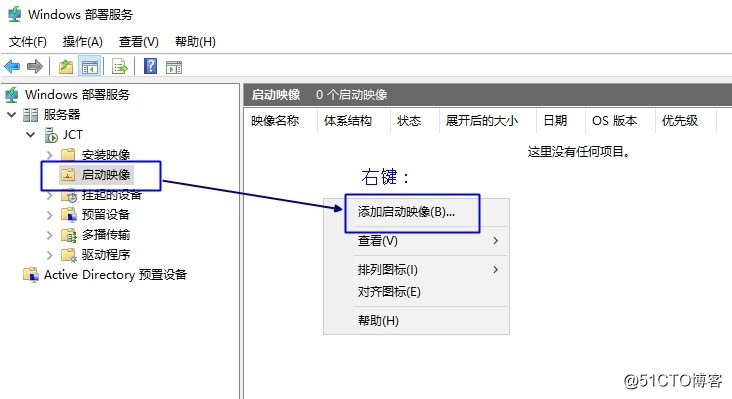 Windows 部署服务
文件(F) 操作(A) 查看(V) 帮助(H)
Windows 部署服务
服务器
JCT
安装映像
启动映像
挂起的设备
预留设备
多播传输
驱动程序
Active Directory 预置设备
启动映像 0 个启动映像
映像名称 体系结构 状态 展开后的大小 日期 OS 版本 优先级
这里没有任何项目。
右键：
添加启动映像(B)...
查看(V)
排列图标(I)
对齐图标(E)
帮助(H)
@51CTO博客